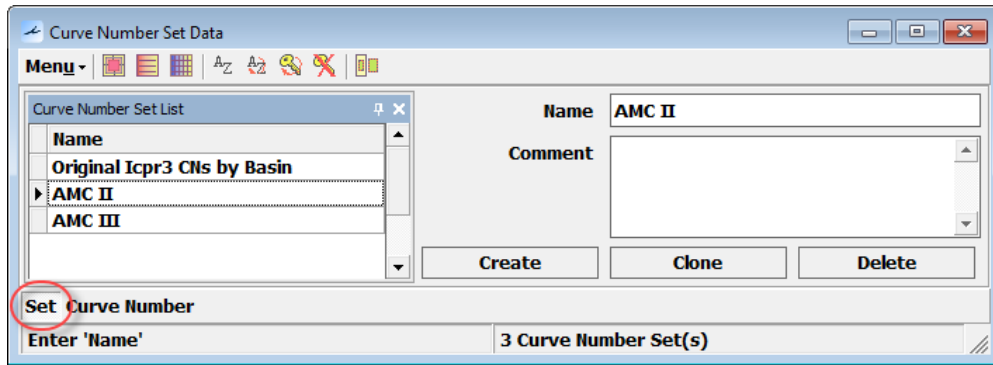 Curve Number Set Data
Menu
Curve Number Set List
Name
Original Icpr3 CNs by Basin
AMC II
AMC III
Name AMC II
Comment
Create Clone Delete
Set Curve Number
Enter 'Name' 3 Curve Number Set(s)